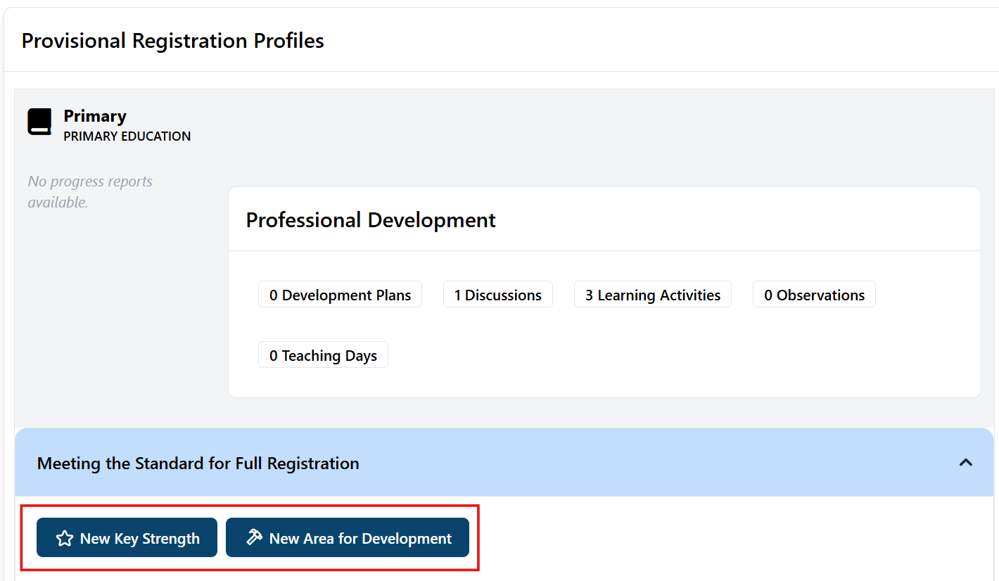 Provisional Registration Profiles
Primary
PRIMARY EDUCATION
No progress reports
available.
Professional Development
0 Development Plans
1 Discussions
3 Learning Activities
0 Observations
0 Teaching Days
Meeting the Standard for Full Registration
New Key Strength
New Area for Development